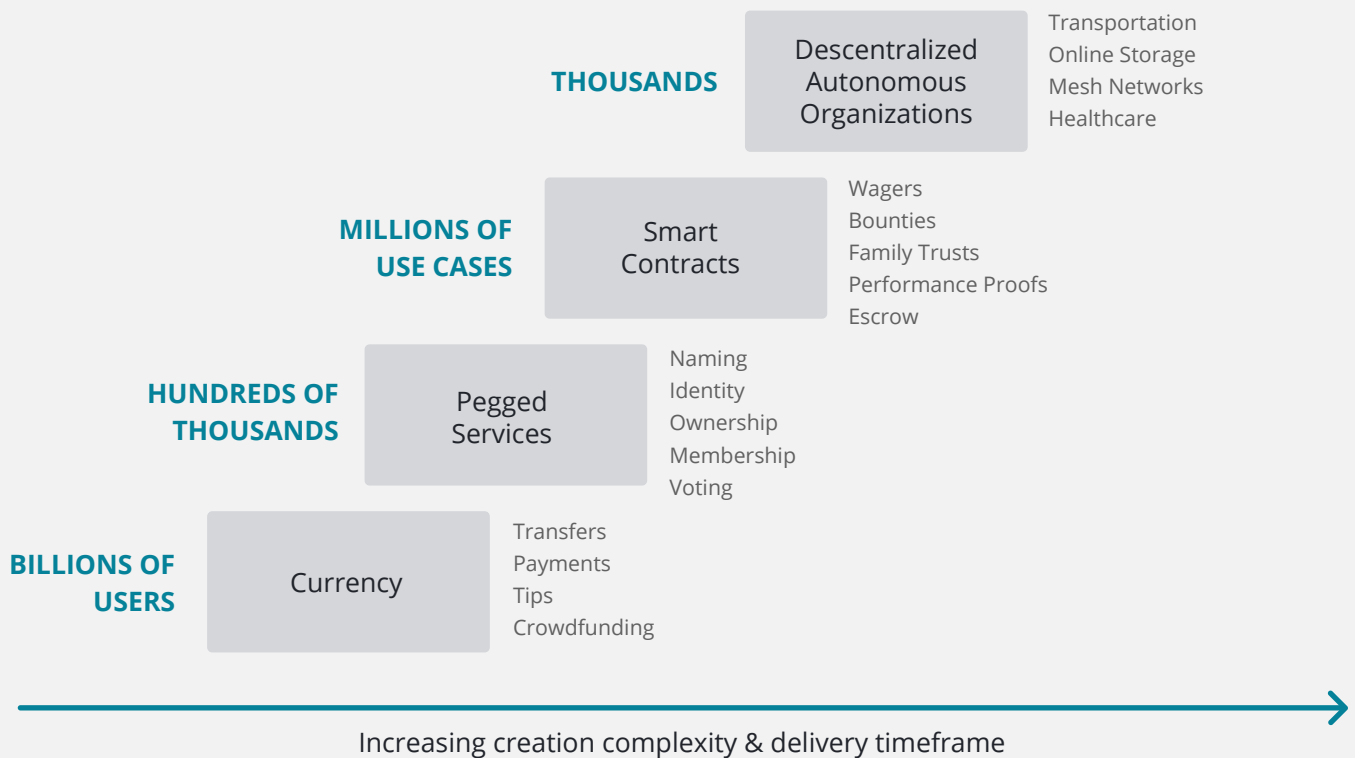 THOUSANDS
Descentralized
Autonomous
Organizations
Transportation
Online Storage
Mesh Networks
Healthcare
MILLIONS OF
USE CASES
Smart
Contracts
Wagers
Bounties
Family Trusts
Performance Proofs
Escrow
HUNDREDS OF
THOUSANDS
Pegged
Services
Naming
Identity
Ownership
Membership
Voting
BILLIONS OF
USERS
Currency
Transfers
Payments
Tips
Crowdfunding
Increasing creation complexity & delivery timeframe